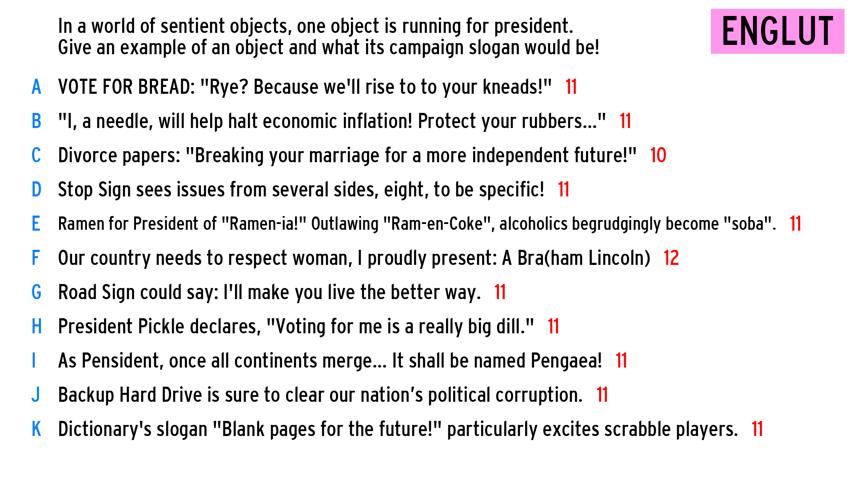 In a world of sentient objects, one object is running for president.
Give an example of an object and what its campaign slogan would be!
ENGLUT
A VOTE FOR BREAD: "Rye? Because we'll rise to to your kneads!" 11
B "I, a needle, will help halt economic inflation! Protect your rubbers..." 11
C Divorce papers: "Breaking your marriage for a more independent future!" 10
D Stop Sign sees issues from several sides, eight, to be specific! 11
E Ramen for President of "Ramen-ia!" Outlawing "Ram-en-Coke", alcoholics begrudgingly become "soba". 11
F Our country needs to respect woman, I proudly present: A Bra(ham Lincoln) 12
G Road Sign could say: I'll make you live the better way. 11
H President Pickle declares, "Voting for me is a really big dill." 11
I As Pensident, once all continents merge... It shall be named Pengaea! 11
J Backup Hard Drive is sure to clear our nation’s political corruption. 11
K Dictionary's slogan "Blank pages for the future!" particularly excites scrabble players. 11